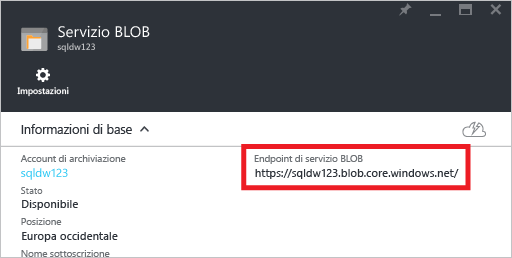 Servizio BLOB
sqldw123
Impostazioni
Informazioni di base
Account di archiviazione
sqldw123
Stato
Disponibile
Posizione
Europa occidentale
Nome sottoscrizione
Endpoint di servizio BLOB
https://sqldw123.blob.core.windows.net/